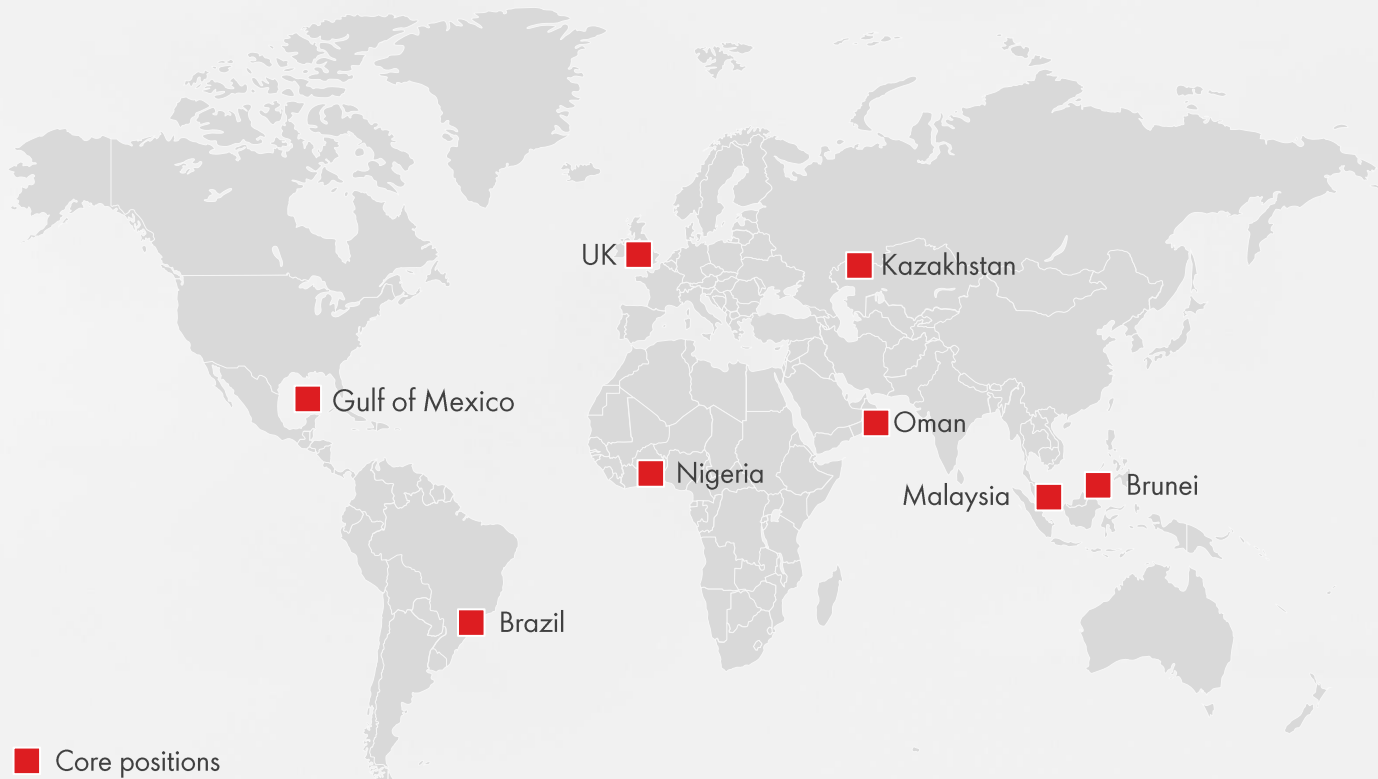 UK
Kazakhstan
Gulf of Mexico
Oman
Nigeria
Malaysia
Brunei
Brazil
Core positions